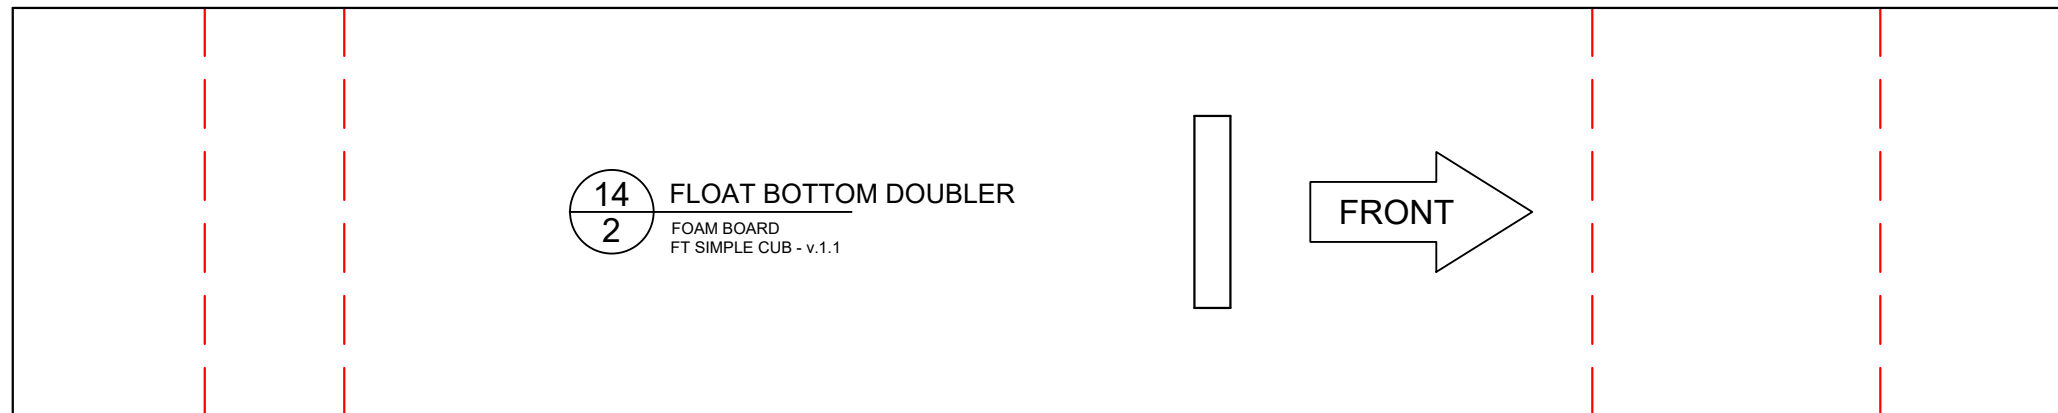 14
2
FLOAT BOTTOM DOUBLER
FOAM BOARD
FT SIMPLE CUB - v.1.1
FRONT